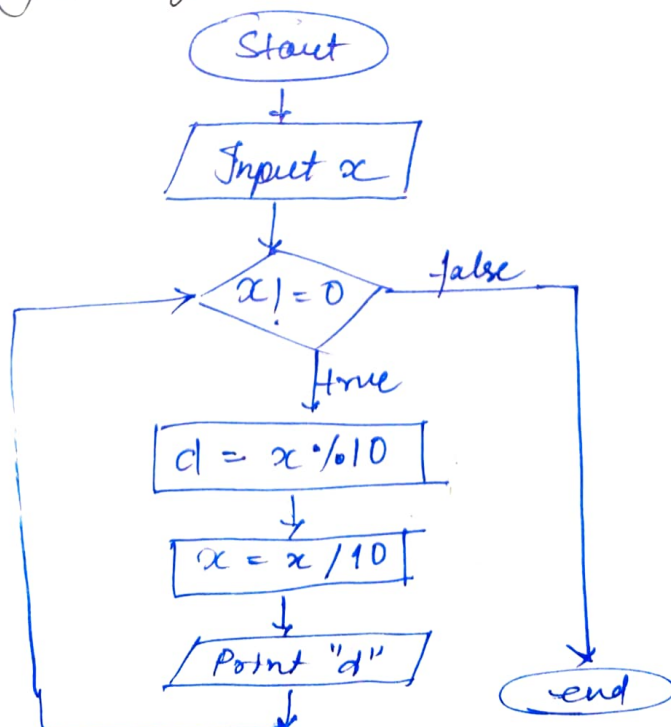 Start
Input x
x != 0
false
true
d = x % 10
x = x / 10
Print "d"
end